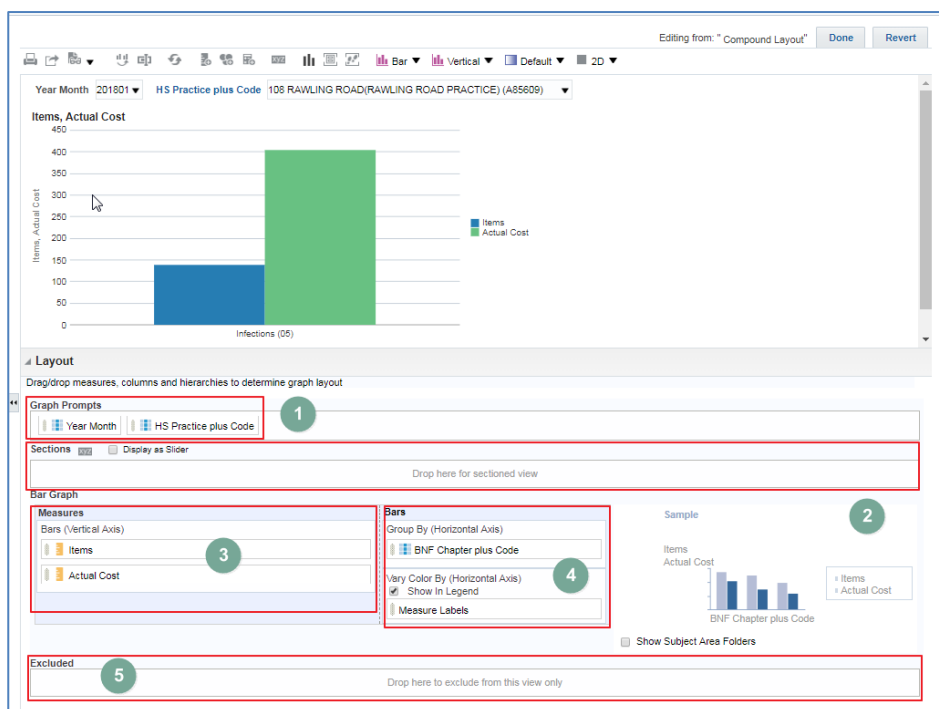 Editing from: " Compound Layout" Done Revert
xyz Bar Vertical Default 2D
Year Month 201801 HS Practice plus Code 108 RAWLING ROAD(RAWLING ROAD PRACTICE) (A85609)
Items, Actual Cost
450
400
350
300
250
200
150
100
50
0
Items, Actual Cost
Items
Actual Cost
Infections (05)
Layout
Drag/drop measures, columns and hierarchies to determine graph layout
Graph Prompts
Year Month HS Practice plus Code
1
Sections xyz Display as Slider
Drop here for sectioned view
Bar Graph
Measures
Bars (Vertical Axis)
Items
Actual Cost
3
Bars
Group By (Horizontal Axis)
BNF Chapter plus Code
Vary Color By (Horizontal Axis)
Show In Legend
Measure Labels
4
Sample
2
Items
Actual Cost
Items
Actual Cost
BNF Chapter plus Code
Show Subject Area Folders
Excluded
5
Drop here to exclude from this view only